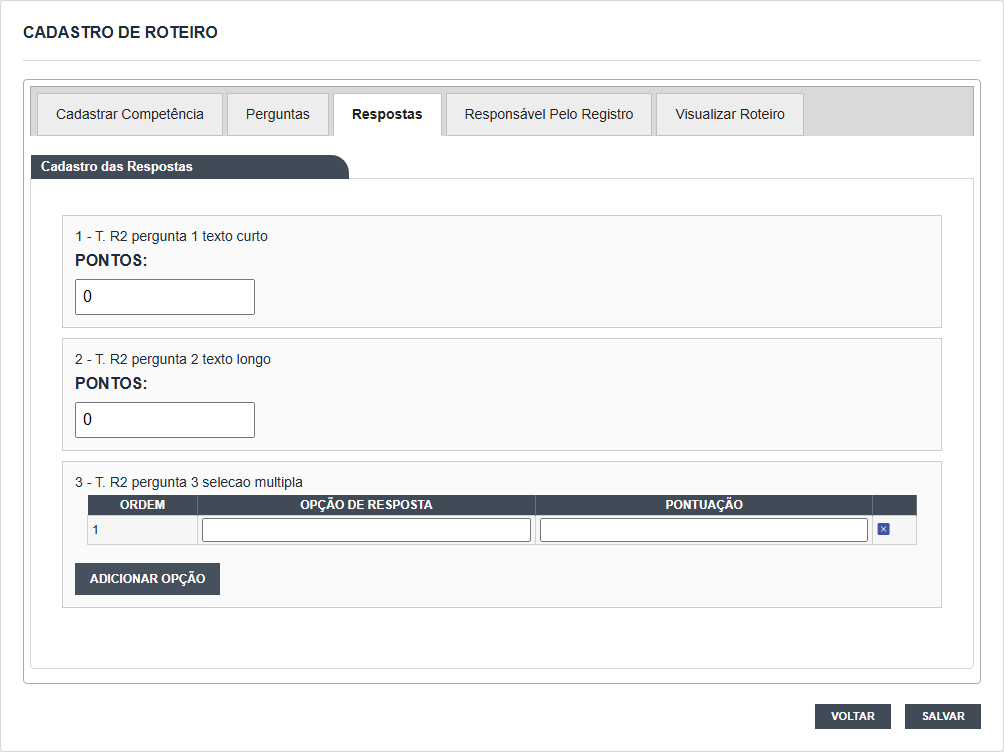 CADASTRO DE ROTEIRO
Cadastrar Competência Perguntas Respostas Responsável Pelo Registro Visualizar Roteiro
Cadastro das Respostas
1 - T. R2 pergunta 1 texto curto
PONTOS:
0
2 - T. R2 pergunta 2 texto longo
PONTOS:
0
3 - T. R2 pergunta 3 selecao multipla
ORDEM OPÇÃO DE RESPOSTA PONTUAÇÃO
1
ADICIONAR OPÇÃO
VOLTAR SALVAR